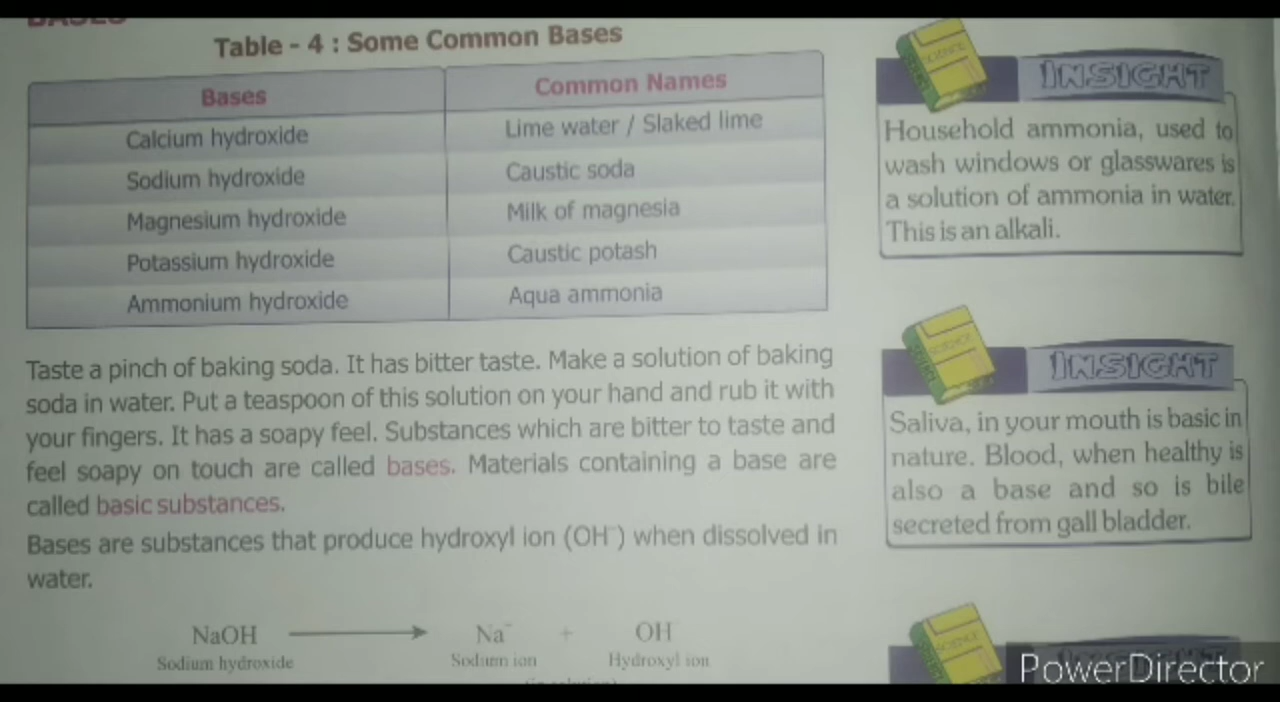 BASES
Table - 4 : Some Common Bases
Bases Common Names
Calcium hydroxide Lime water / Slaked lime
Sodium hydroxide Caustic soda
Magnesium hydroxide Milk of magnesia
Potassium hydroxide Caustic potash
Ammonium hydroxide Aqua ammonia
Taste a pinch of baking soda. It has bitter taste. Make a solution of baking
soda in water. Put a teaspoon of this solution on your hand and rub it with
your fingers. It has a soapy feel. Substances which are bitter to taste and
feel soapy on touch are called bases. Materials containing a base are
called basic substances.
Bases are substances that produce hydroxyl ion (OH⁻) when dissolved in
water.
NaOH ⟶ Na⁻ + OH
Sodium hydroxide Sodium ion Hydroxyl ion
SCIENCE
INSIGHT
Household ammonia, used to
wash windows or glasswares is
a solution of ammonia in water.
This is an alkali.
SCIENCE
INSIGHT
Saliva, in your mouth is basic in
nature. Blood, when healthy is
also a base and so is bile
secreted from gall bladder.
SCIENCE
PowerDirector